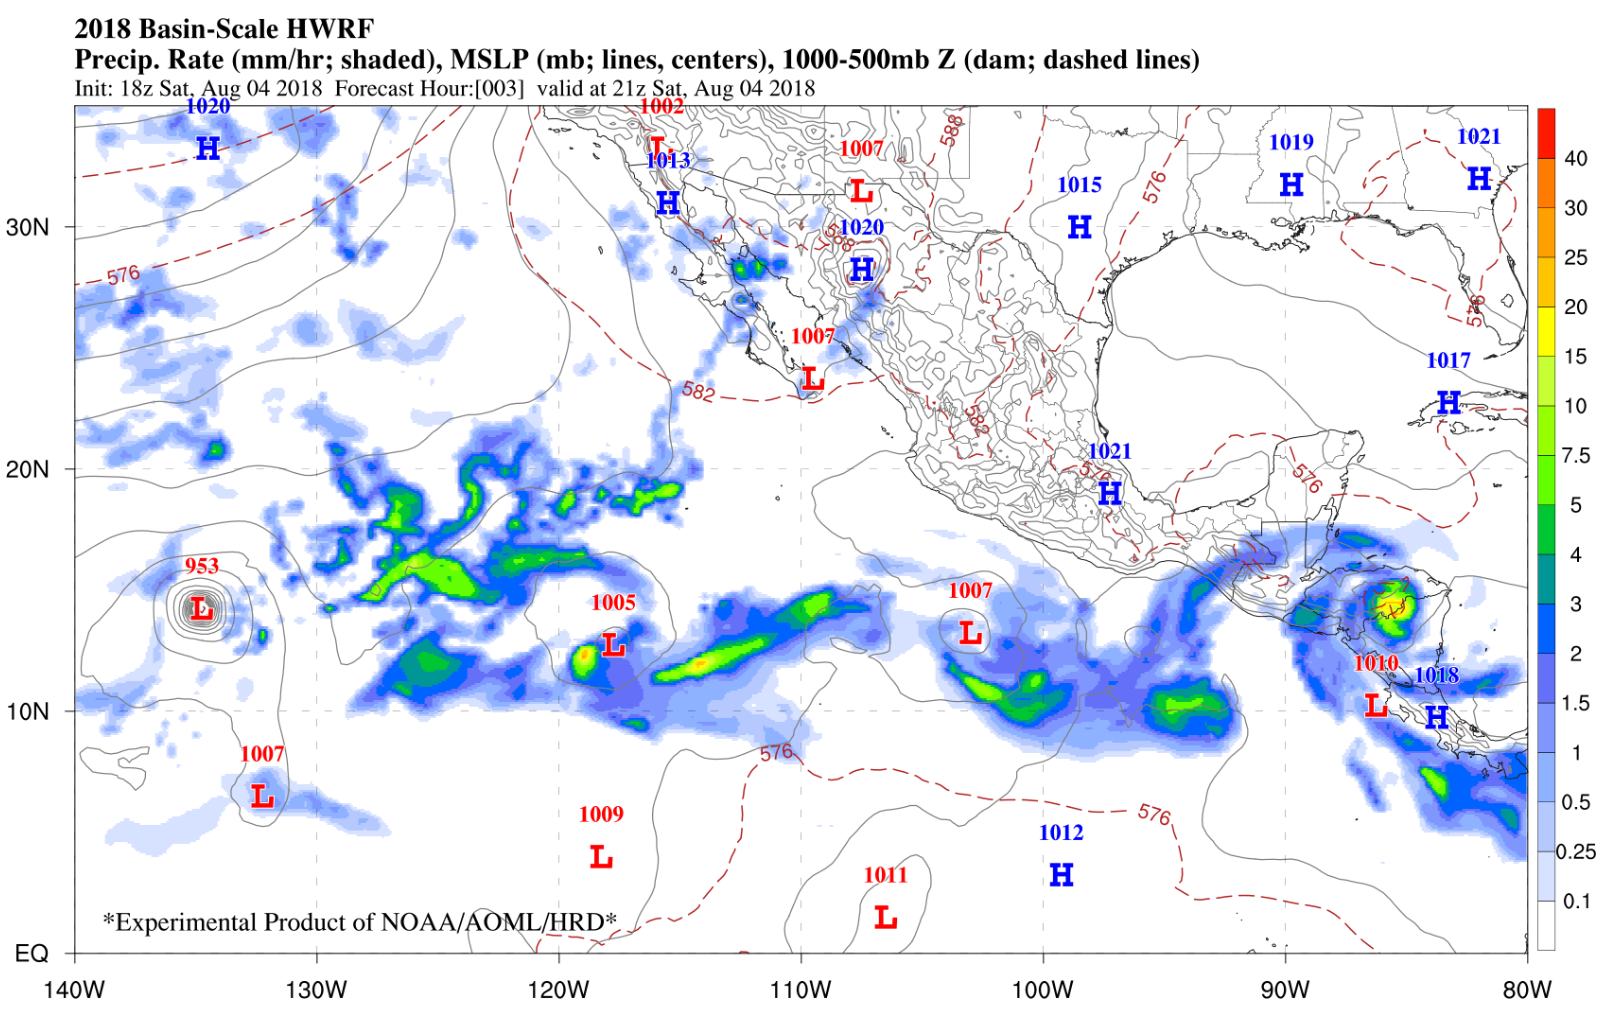 2018 Basin-Scale HWRF
Precip. Rate (mm/hr; shaded), MSLP (mb; lines, centers), 1000-500mb Z (dam; dashed lines)
Init: 18z Sat, Aug 04 2018 Forecast Hour:[003] valid at 21z Sat, Aug 04 2018
1020 1002
H L
588
1007 1019 1021
1013 L H H
1015 576
H H
30N
1020 588
H
576
576
1007
L
582
1017
H
582
1021
576
H
576
20N
953
L
1007
L
1005
L
1010
L
1018
H
10N
1007
L
576
1009
L
576
1012
H
1011
L
*Experimental Product of NOAA/AOML/HRD*
EQ
140W 130W 120W 110W 100W 90W 80W
40
30
25
20
15
10
7.5
5
4
3
2
1.5
1
0.5
0.25
0.1